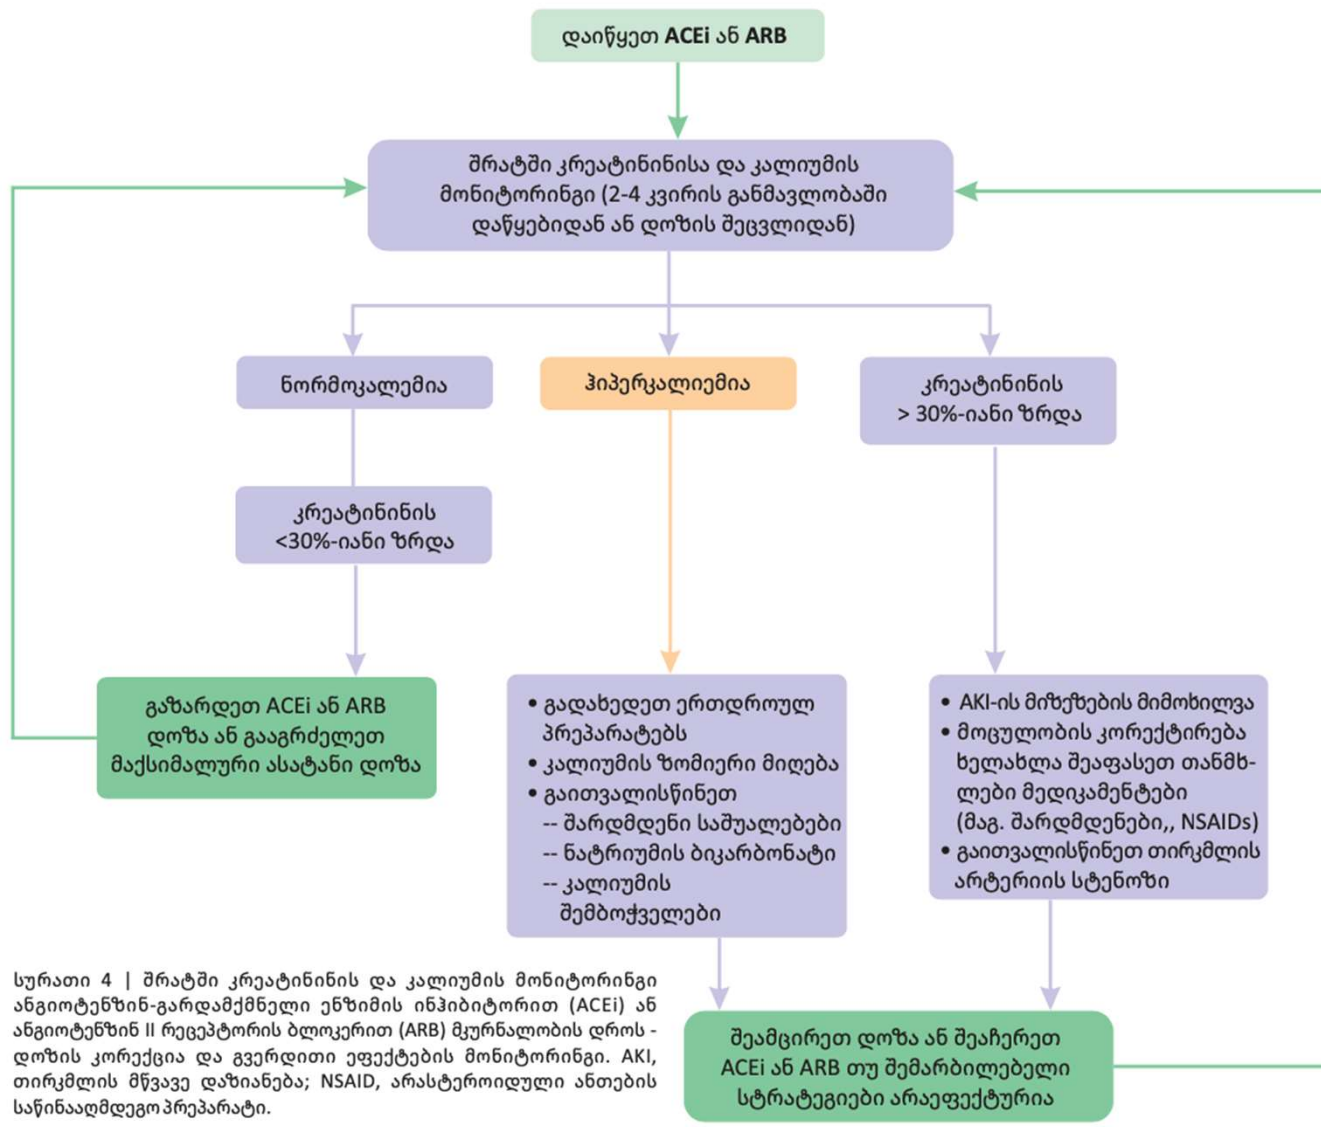 დაიწყეთ ACEi ან ARB
შრატში კრეატინინისა და კალიუმის
მონიტორინგი (2-4 კვირის განმავლობაში
დაწყებიდან ან დოზის შეცვლიდან)
ნორმოკალემია
ჰიპერკალიემია
კრეატინინის
> 30%-იანი ზრდა
კრეატინინის
<30%-იანი ზრდა
გაზარდეთ ACEi ან ARB
დოზა ან გააგრძელეთ
მაქსიმალური ასატანი დოზა
• გადახედეთ ერთდროულ
პრეპარატებს
• კალიუმის ზომიერი მიღება
• გაითვალისწინეთ
-- შარდმდენი საშუალებები
-- ნატრიუმის ბიკარბონატი
-- კალიუმის
შემბოჭველები
• AKI-ის მიზეზების მიმოხილვა
• მოცულობის კორექტირება
ხელახლა შეაფასეთ თანმხ-
ლები მედიკამენტები
(მაგ. შარდმდენები,, NSAIDs)
• გაითვალისწინეთ თირკმლის
არტერიის სტენოზი
შეამცირეთ დოზა ან შეაჩერეთ
ACEi ან ARB თუ შემარბილებელი
სტრატეგიები არაეფექტურია
სურათი 4 | შრატში კრეატინინის და კალიუმის მონიტორინგი
ანგიოტენზინ-გარდამქმნელი ენზიმის ინჰიბიტორით (ACEi) ან
ანგიოტენზინ II რეცეპტორის ბლოკერით (ARB) მკურნალობის დროს -
დოზის კორექცია და გვერდითი ეფექტების მონიტორინგი. AKI,
თირკმლის მწვავე დაზიანება; NSAID, არასტეროიდული ანთების
საწინააღმდეგო პრეპარატი.